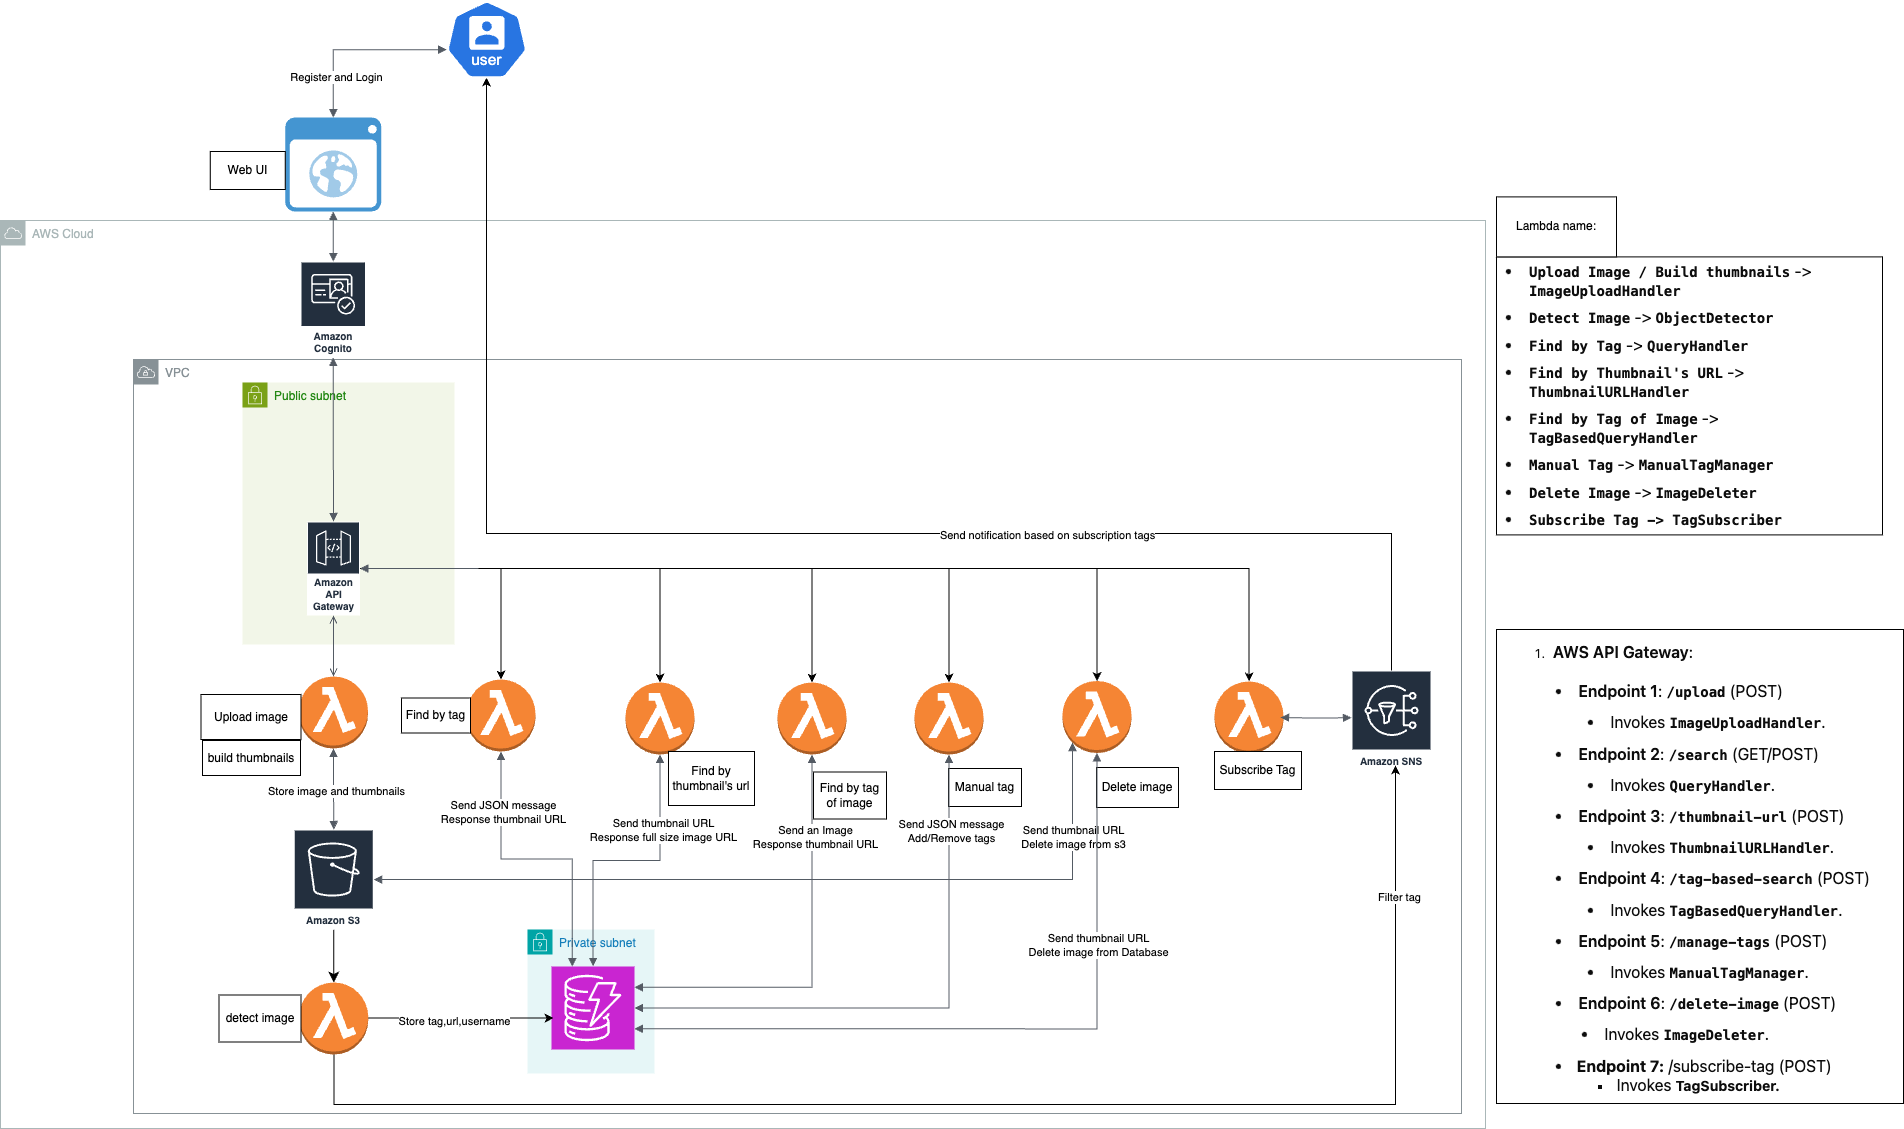 user
Register and Login
Web UI
AWS Cloud
Amazon
Cognito
VPC
Public subnet
Amazon
API
Gateway
Send notification based on subscription tags
Upload image
build thumbnails
Find by tag
Find by
thumbnail's url
Find by tag
of image
Manual tag
Delete image
Subscribe Tag
Amazon SNS
Store image and thumbnails
Send JSON message
Response thumbnail URL
Send thumbnail URL
Response full size image URL
Send an Image
Response thumbnail URL
Send JSON message
Add/Remove tags
Send thumbnail URL
Delete image from s3
Amazon S3
Filter tag
Private subnet
Send thumbnail URL
Delete image from Database
detect image
Store tag,url,username
Lambda name:
• Upload Image / Build thumbnails ->
ImageUploadHandler
• Detect Image -> ObjectDetector
• Find by Tag -> QueryHandler
• Find by Thumbnail's URL ->
ThumbnailURLHandler
• Find by Tag of Image ->
TagBasedQueryHandler
• Manual Tag -> ManualTagManager
• Delete Image -> ImageDeleter
• Subscribe Tag -> TagSubscriber
1. AWS API Gateway:
• Endpoint 1: /upload (POST)
• Invokes ImageUploadHandler.
• Endpoint 2: /search (GET/POST)
• Invokes QueryHandler.
• Endpoint 3: /thumbnail-url (POST)
• Invokes ThumbnailURLHandler.
• Endpoint 4: /tag-based-search (POST)
• Invokes TagBasedQueryHandler.
• Endpoint 5: /manage-tags (POST)
• Invokes ManualTagManager.
• Endpoint 6: /delete-image (POST)
• Invokes ImageDeleter.
• Endpoint 7: /subscribe-tag (POST)
▪ Invokes TagSubscriber.